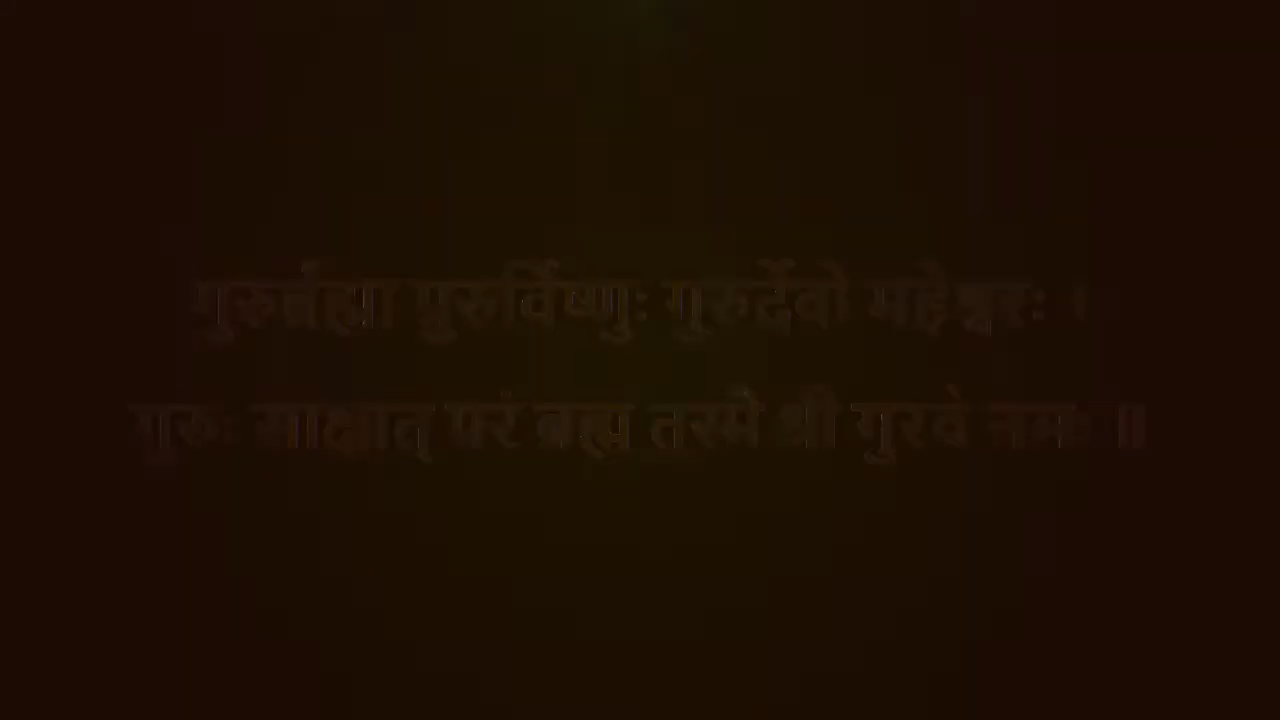 गुरुर्ब्रह्मा गुरुर्विष्णुः गुरुर्देवो महेश्वरः ।
गुरुः साक्षात् परं ब्रह्म तस्मै श्री गुरवे नमः ॥